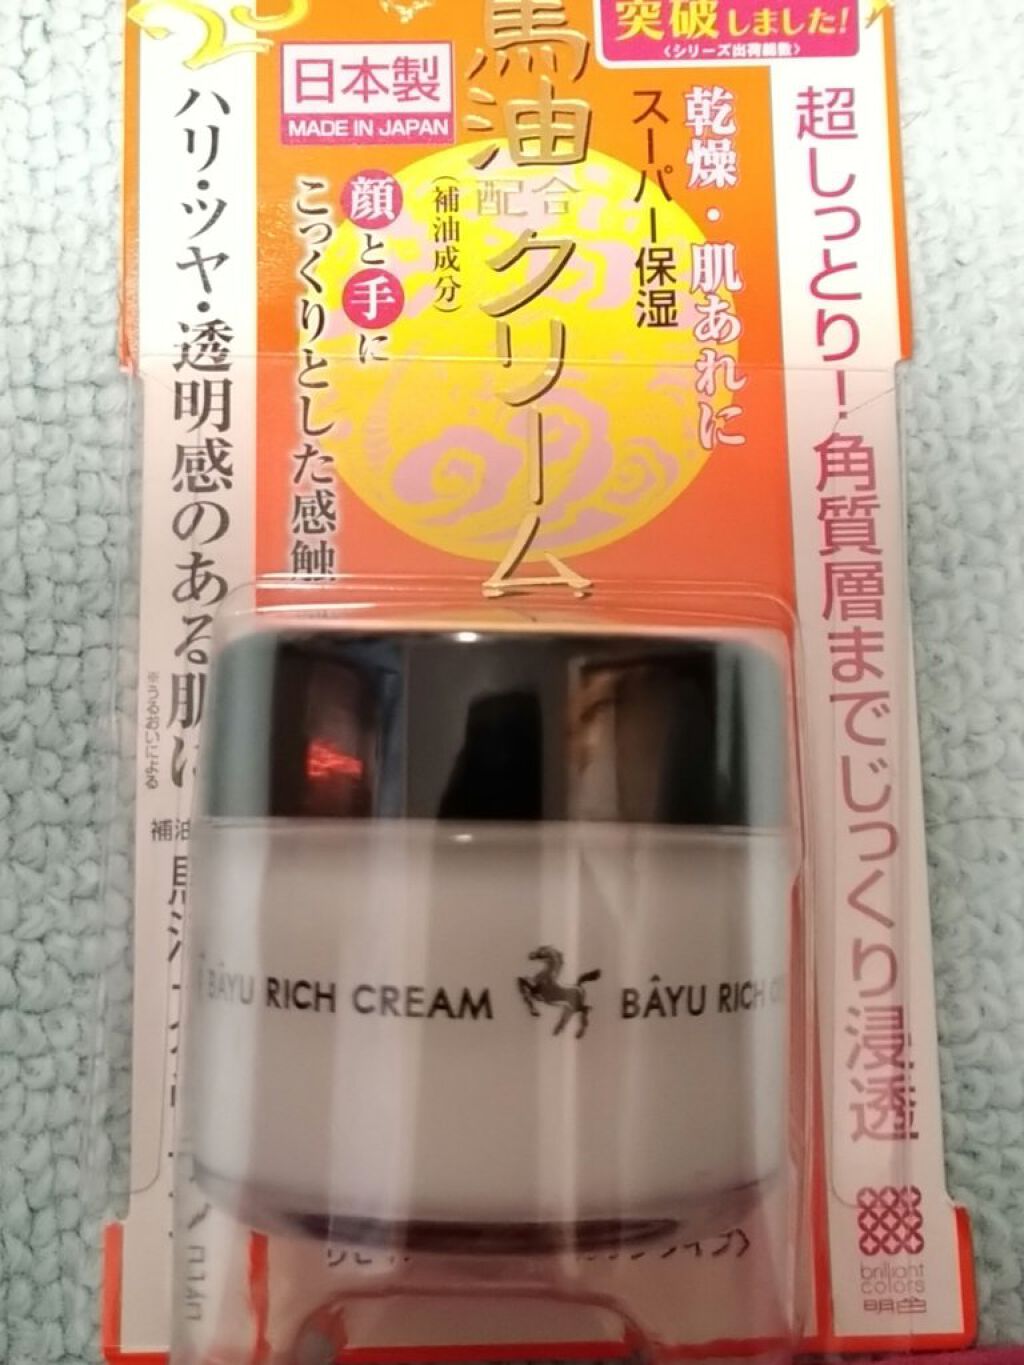 突破しました!
〈シリーズ出荷総数〉
日本製
MADE IN JAPAN
超しっとり!角質層までじっくり浸透
乾燥・肌あれに
スーパー保湿
馬油
配合
クリーム
(補油成分)
顔と手に
こっくりとした感触
ハリ・ツヤ・透明感のある肌に
※うるおいによる
補油
BÂYU RICH CREAM
BÂYU RICH
brilliant
colors
明色